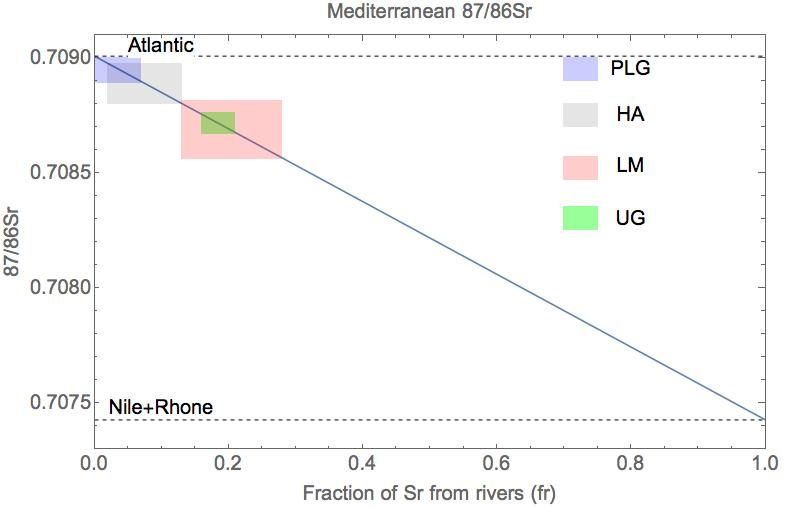 Mediterranean 87/86Sr
Atlantic
0.7090
0.7085
0.7080
0.7075
87/86Sr
PLG
HA
LM
UG
Nile+Rhone
0.0 0.2 0.4 0.6 0.8 1.0
Fraction of Sr from rivers (fr)